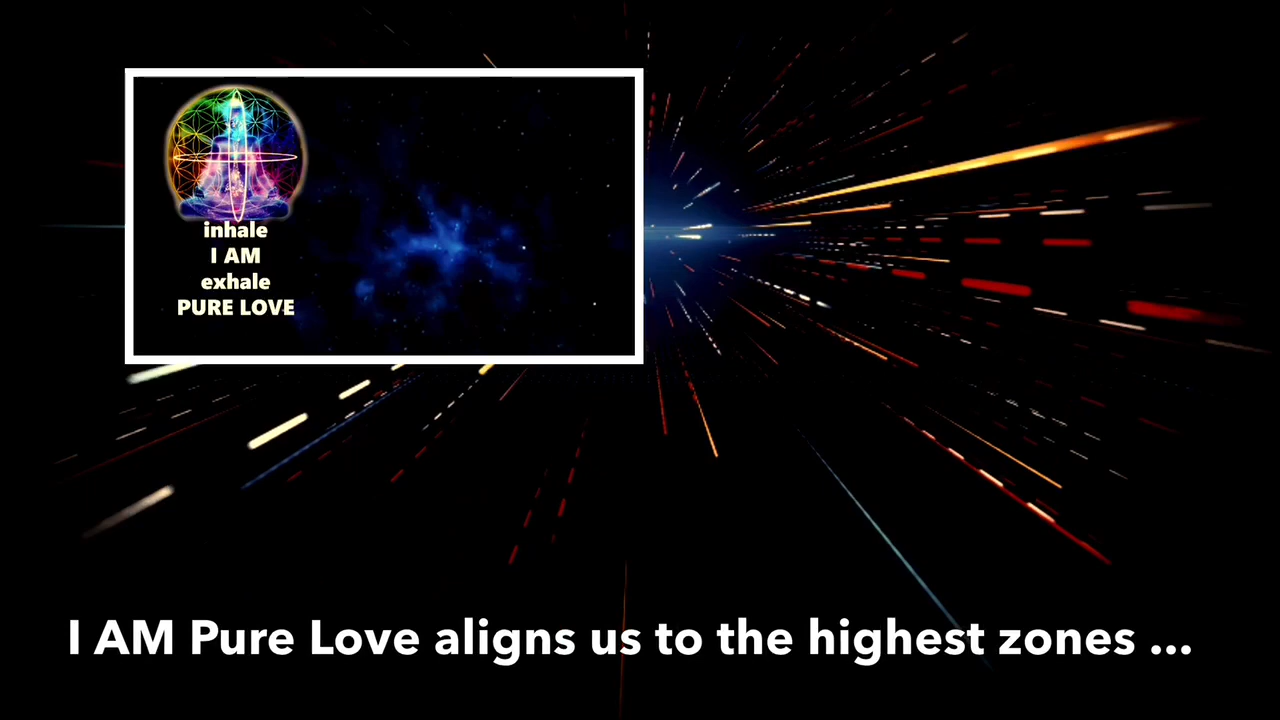 inhale
I AM
exhale
PURE LOVE
I AM Pure Love aligns us to the highest zones ...